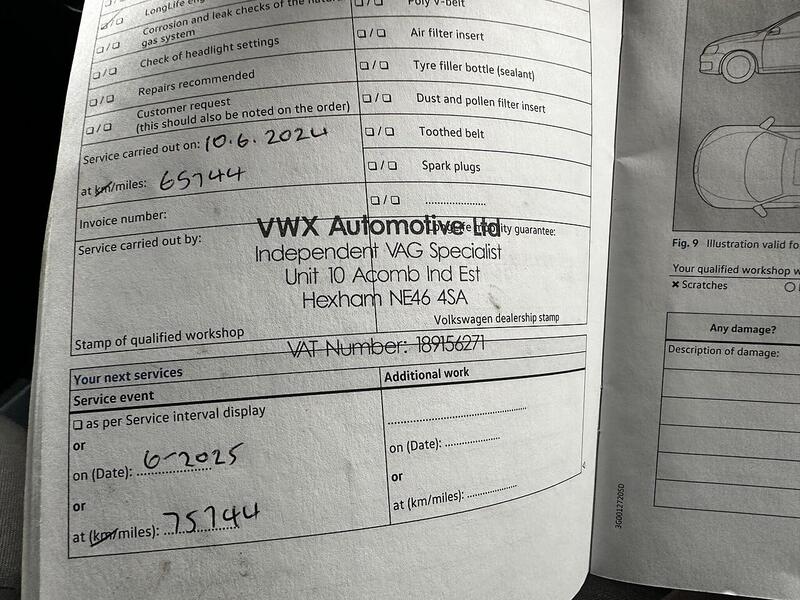 LongLife
Corrosion and leak checks of the natural
gas system
❏ / ❏ Check of headlight settings
❏ / ❏ Repairs recommended
❏ / ❏ Customer request
(this should also be noted on the order)
Service carried out on: 10.6.2024
at km/miles: 65744
Invoice number:
Service carried out by:
Stamp of qualified workshop
❏ / ❏ Poly V-belt
❏ / ❏ Air filter insert
❏ / ❏ Tyre filler bottle (sealant)
❏ / ❏ Dust and pollen filter insert
❏ / ❏ Toothed belt
❏ / ❏ Spark plugs
❏ / ❏ ......................
guarantee:
VWX Automotive Ltd
Independent VAG Specialist
Unit 10 Acomb Ind Est
Hexham NE46 4SA
Volkswagen dealership stamp
VAT Number: 189156271
Your next services
Service event
❏ as per Service interval display
or
on (Date): 6-2025
or
at (km/miles): 75744
Additional work
on (Date): ..................
or
at (km/miles): ................
Fig. 9 Illustration valid fo
Your qualified workshop w
✖ Scratches
Any damage?
Description of damage:
3G0012720SD